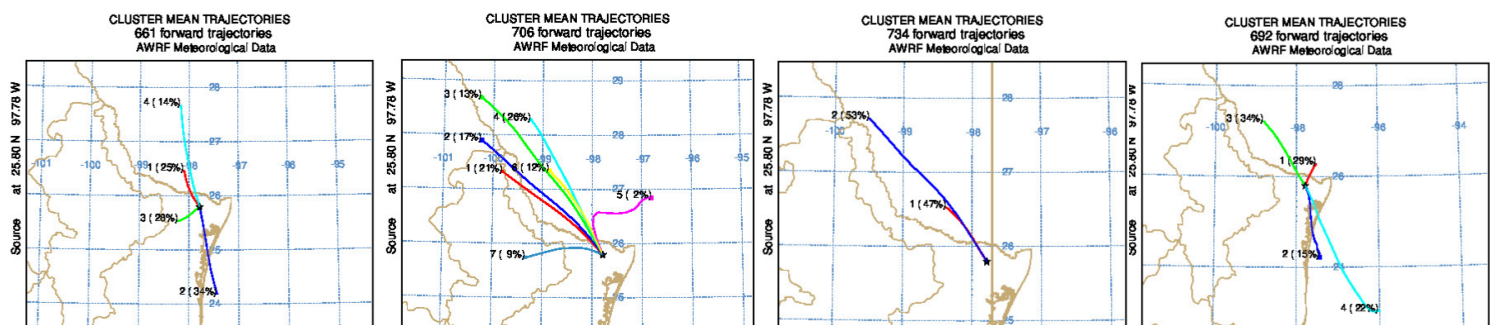 CLUSTER MEAN TRAJECTORIES
661 forward trajectories
AWRF Meteorological Data
Source at 25.80 N 97.78 W
4 (14%)
1 (25%)
3 (28%)
2 (34%)
-101
-100
-99
-98
-97
-96
-95
28
27
26
25
24
CLUSTER MEAN TRAJECTORIES
706 forward trajectories
AWRF Meteorological Data
Source at 25.80 N 97.78 W
3 (13%)
4 (26%)
2 (17%)
1 (21%)
6 (12%)
5 ( 2%)
7 ( 9%)
-101
-100
-99
-98
-97
-96
-95
29
28
27
26
25
CLUSTER MEAN TRAJECTORIES
734 forward trajectories
AWRF Meteorological Data
Source at 25.80 N 97.78 W
2 (53%)
1 (47%)
-100
-99
-98
-97
-96
28
27
26
CLUSTER MEAN TRAJECTORIES
692 forward trajectories
AWRF Meteorological Data
Source at 25.80 N 97.78 W
3 (34%)
1 (29%)
2 (15%)
4 (22%)
-100
-98
-96
-94
26